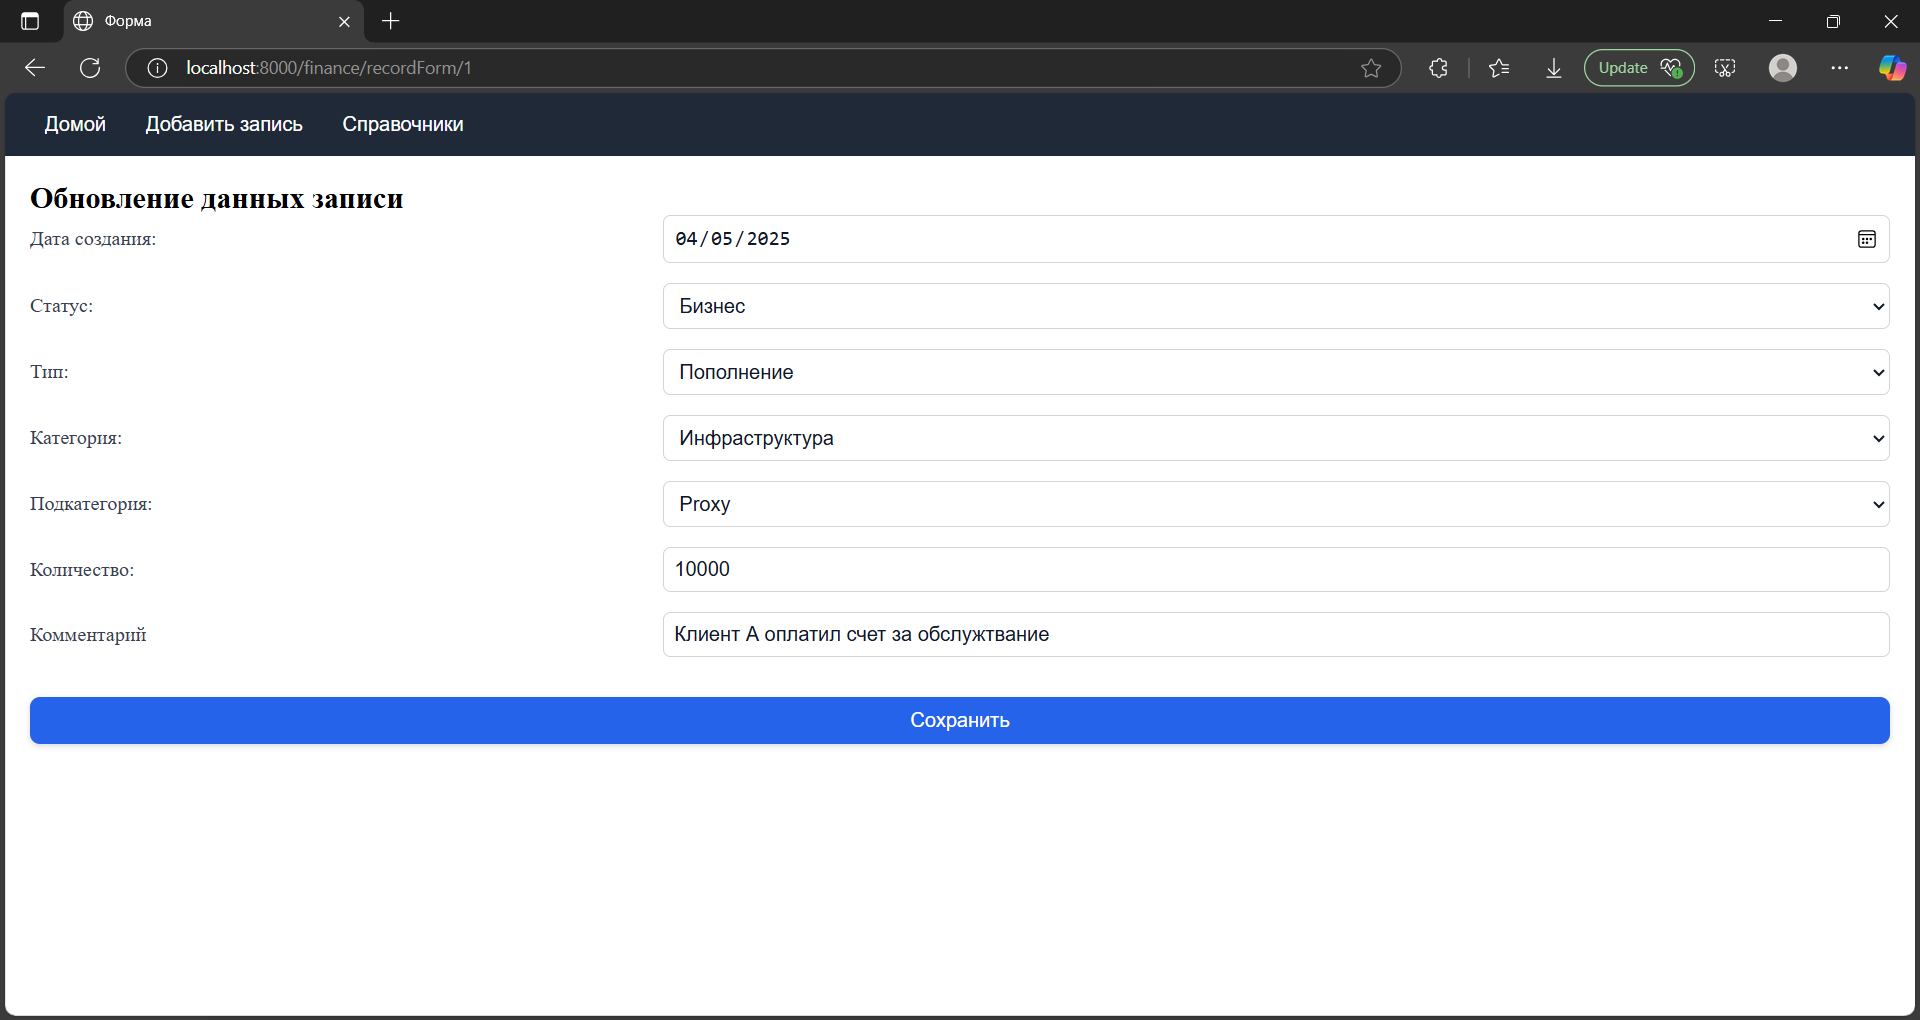 Форма
localhost:8000/finance/recordForm/1
Update
Домой Добавить запись Справочники
Обновление данных записи
Дата создания: 04/05/2025
Статус: Бизнес
Тип: Пополнение
Категория: Инфраструктура
Подкатегория: Proxy
Количество: 10000
Комментарий Клиент А оплатил счет за обслужтвание
Сохранить